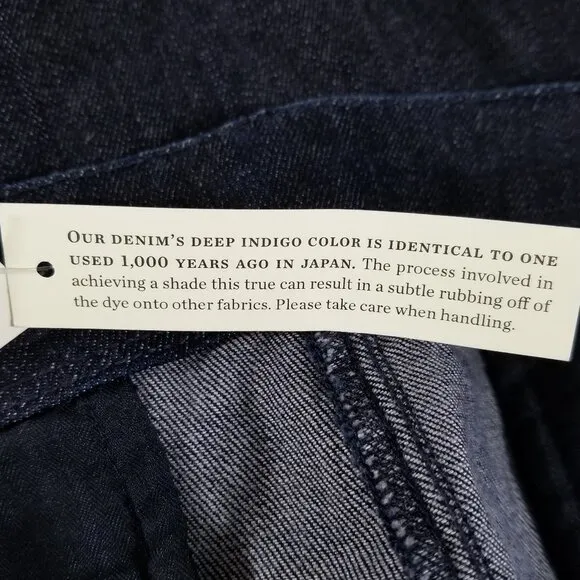 OUR DENIM'S DEEP INDIGO COLOR IS IDENTICAL TO ONE
USED 1,000 YEARS AGO IN JAPAN. The process involved in
achieving a shade this true can result in a subtle rubbing off of
the dye onto other fabrics. Please take care when handling.